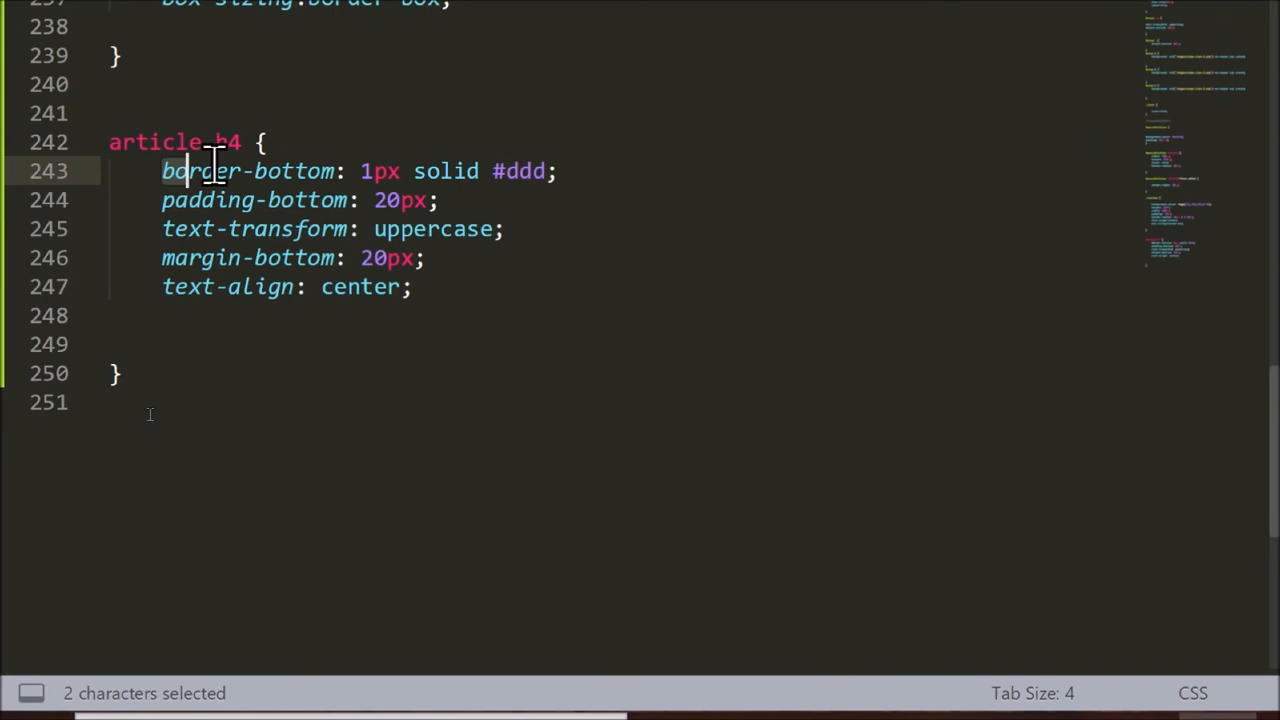 237 box-sizing:border-box;
238
239 }
240
241
242 article h4 {
243 border-bottom: 1px solid #ddd;
244 padding-bottom: 20px;
245 text-transform: uppercase;
246 margin-bottom: 20px;
247 text-align: center;
248
249
250 }
251
2 characters selected Tab Size: 4 CSS